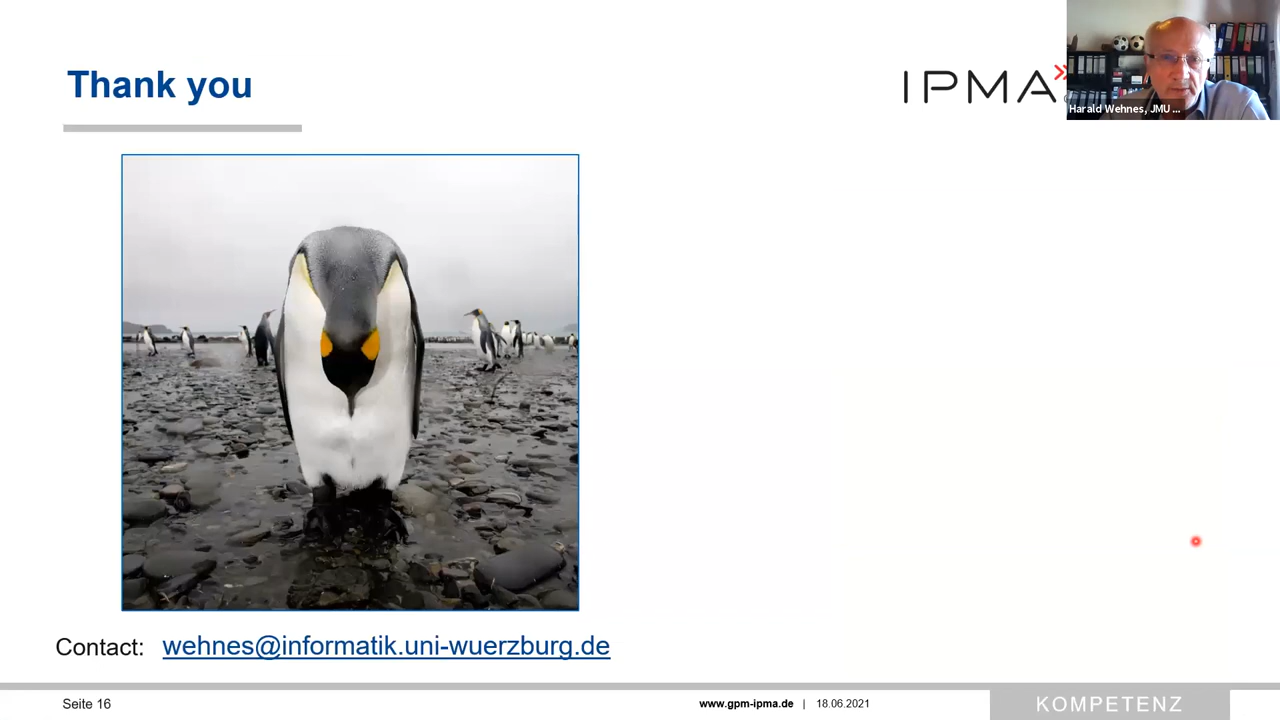 Thank you
IPMA
Harald Wehnes, JMU ...
Contact: wehnes@informatik.uni-wuerzburg.de
Seite 16
www.gpm-ipma.de | 18.06.2021
KOMPETENZ